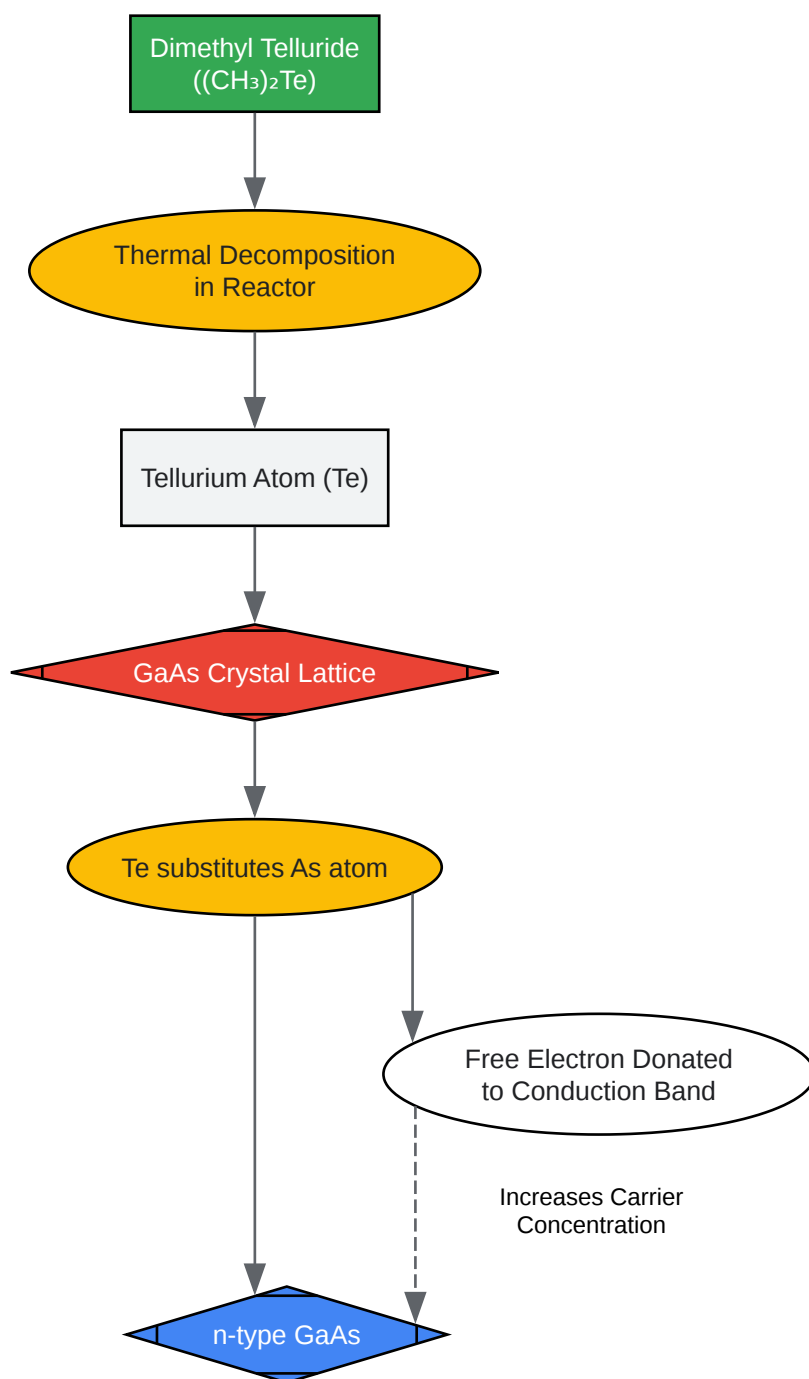 Dimethyl Telluride
((CH₃)₂Te)
Thermal Decomposition
in Reactor
Tellurium Atom (Te)
GaAs Crystal Lattice
Te substitutes As atom
Free Electron Donated
to Conduction Band
Increases Carrier
Concentration
n-type GaAs